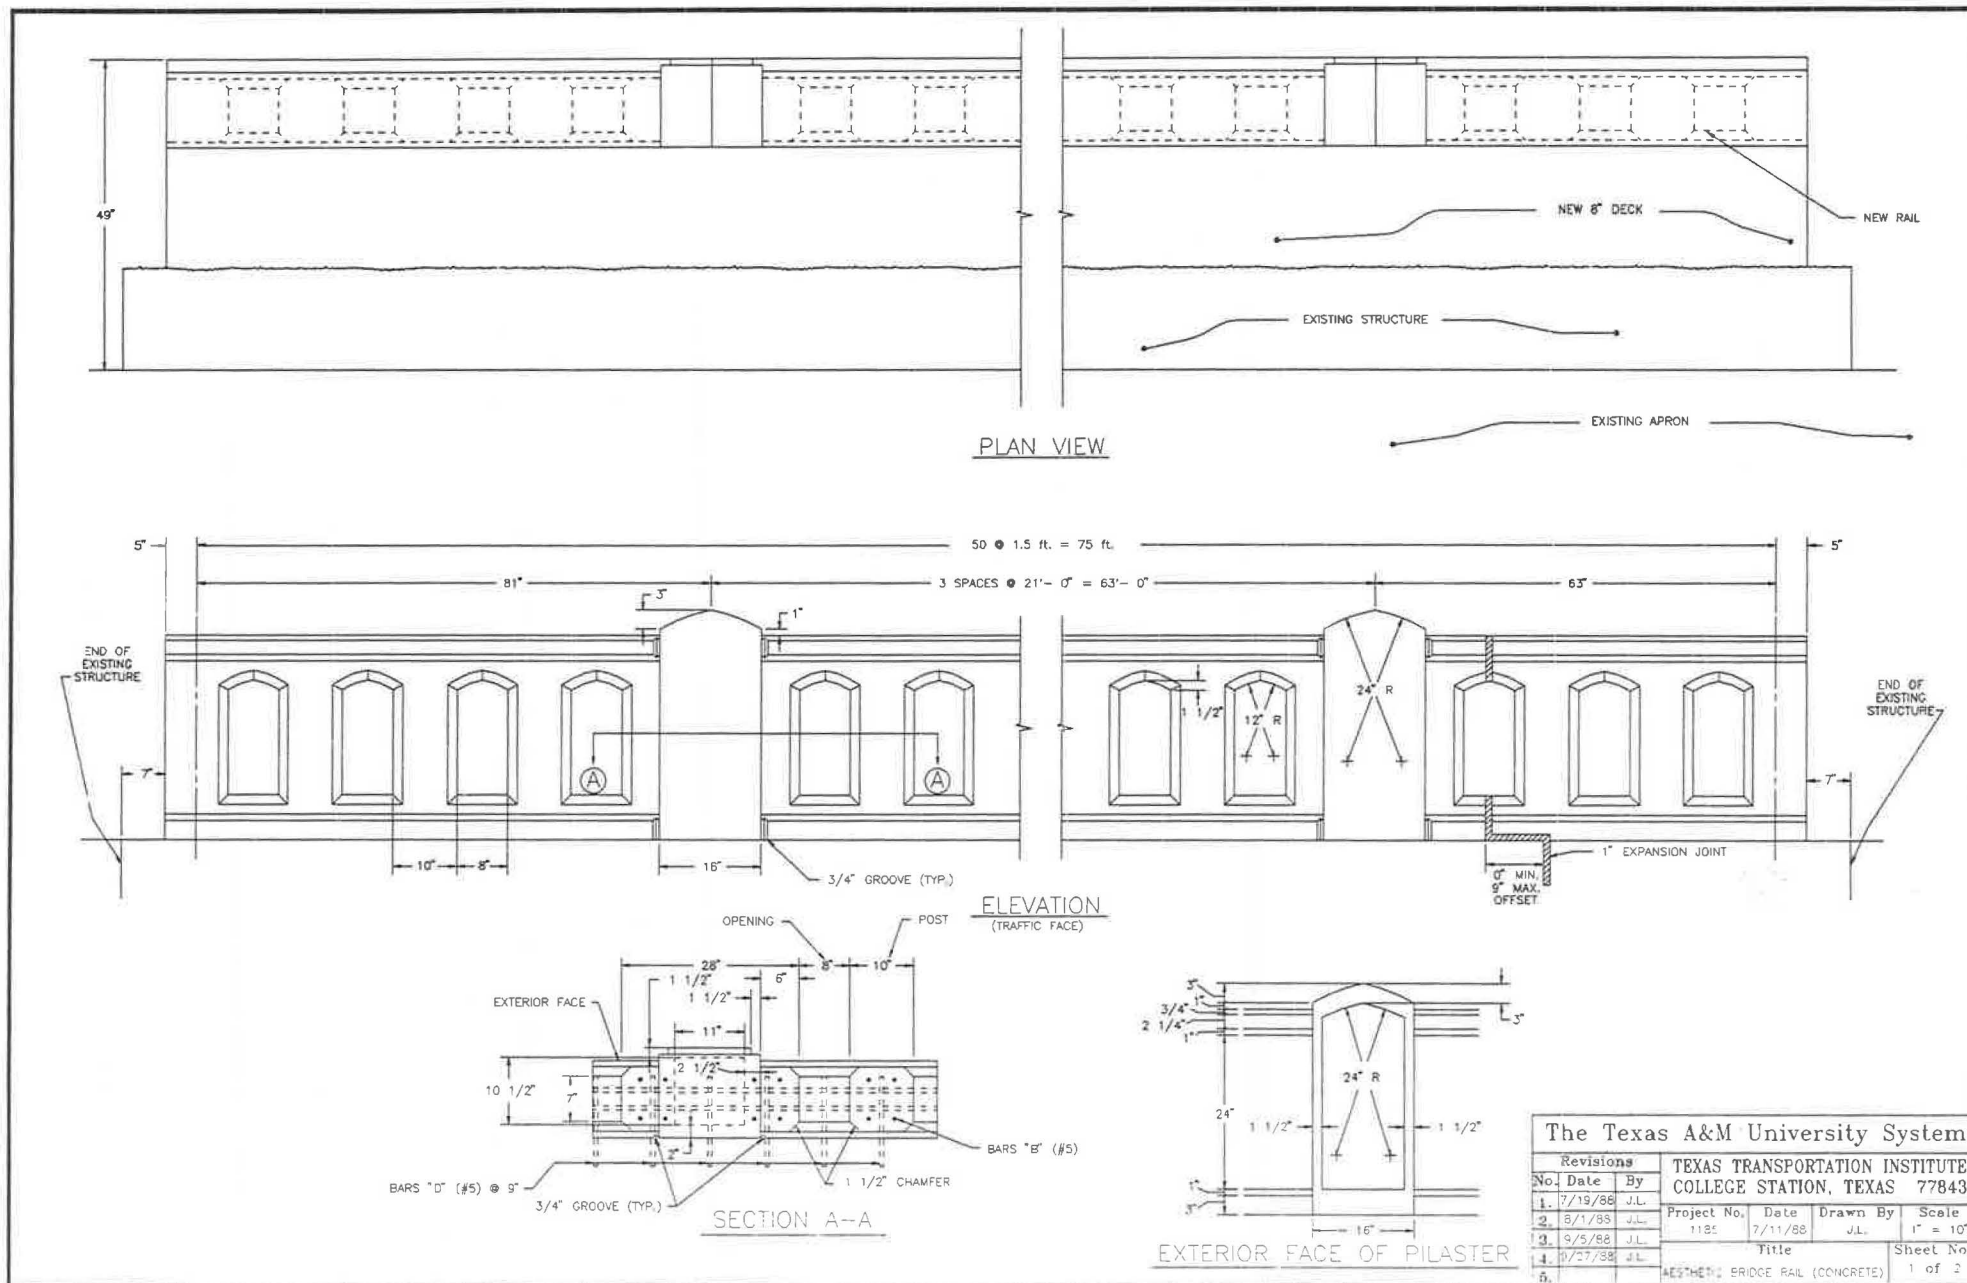 49"
NEW 8" DECK
NEW RAIL
EXISTING STRUCTURE
EXISTING APRON
PLAN VIEW
5"
50 @ 1.5 ft. = 75 ft.
5"
81"
3 SPACES @ 21'- 0" = 63'- 0"
63"
3"
1"
END OF
EXISTING
STRUCTURE
24" R
1 1/2"
12" R
END OF
EXISTING
STRUCTURE
7"
A
A
7"
10"
8"
16"
3/4" GROOVE (TYP.)
1" EXPANSION JOINT
0" MIN.
9" MAX.
OFFSET
ELEVATION
(TRAFFIC FACE)
OPENING
POST
28"
8"
10"
1 1/2"
6"
1 1/2"
EXTERIOR FACE
11"
2 1/2"
10 1/2"
7"
2"
BARS "B" (#5)
BARS "D" (#5) @ 9"
1 1/2" CHAMFER
3/4" GROOVE (TYP.)
SECTION A-A
3"
1"
3/4"
2 1/4"
1"
3"
24" R
24"
1 1/2"
1 1/2"
1"
3"
16"
EXTERIOR FACE OF PILASTER
The Texas A&M University System
Revisions
No. Date By
1. 7/19/88 J.L.
2. 8/1/88 J.L.
3. 9/5/88 J.L.
4. 9/27/88 J.L.
5.
TEXAS TRANSPORTATION INSTITUTE
COLLEGE STATION, TEXAS 77843
Project No. Date Drawn By Scale
7/11/88 J.L. 1" = 10"
Title Sheet No
AESTHETIC BRIDGE RAIL (CONCRETE) 1 of 2